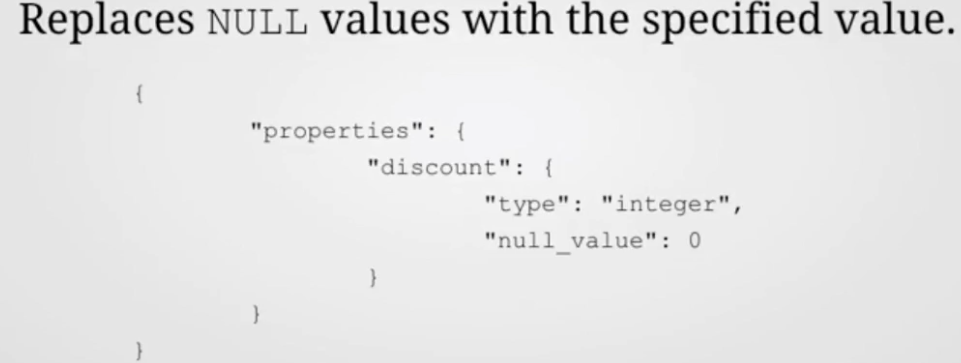 Replaces NULL values with the specified value.
{
"properties": {
"discount": {
"type": "integer",
"null_value": 0
}
}
}